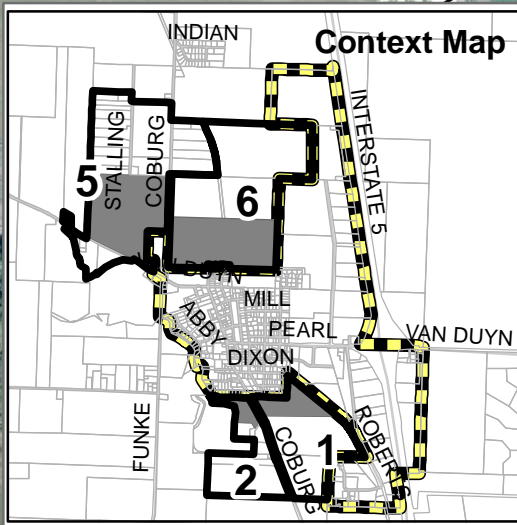 INDIAN
Context Map
INTERSTATE 5
STALLING
COBURG
5
6
DUYN
MILL
ABBY
PEARL
VAN DUYN
DIXON
FUNKE
COBURG
1
ROBERTS
2